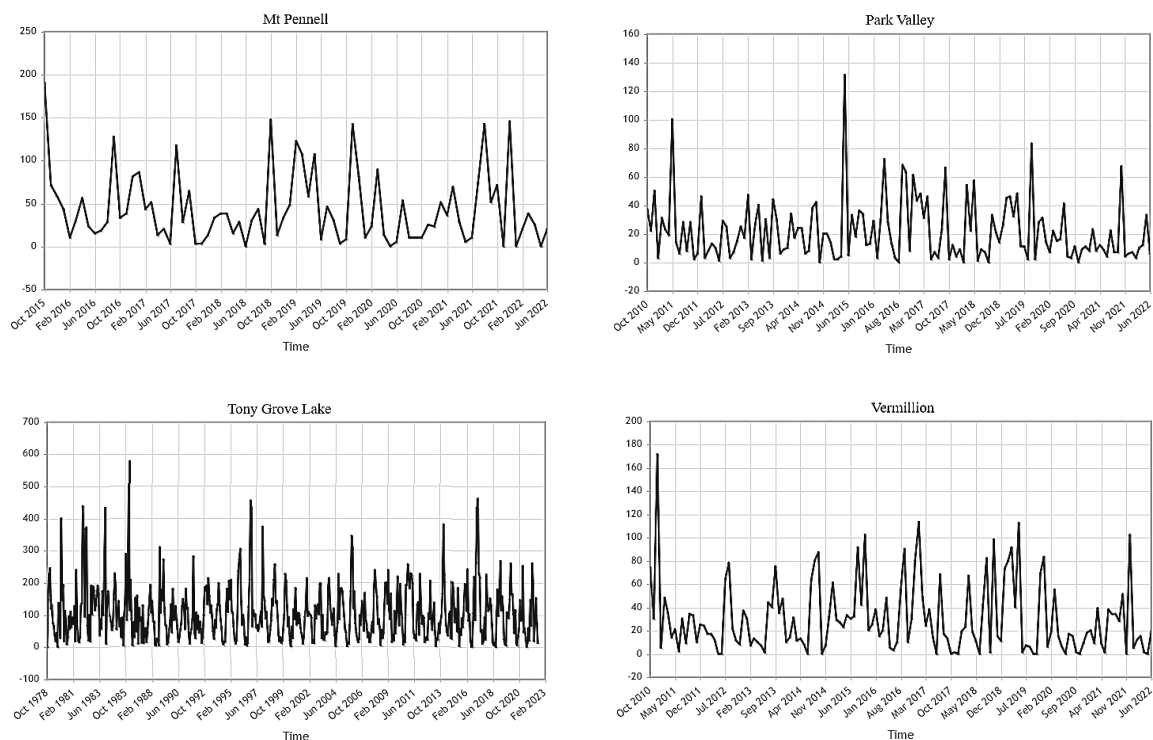 Mt Pennell
250
200
150
100
50
0
-50
Oct 2015
Feb 2016
Jun 2016
Oct 2016
Feb 2017
Jun 2017
Oct 2017
Feb 2018
Jun 2018
Oct 2018
Feb 2019
Jun 2019
Oct 2019
Feb 2020
Jun 2020
Oct 2020
Feb 2021
Jun 2021
Oct 2021
Feb 2022
Jun 2022
Time
Park Valley
160
140
120
100
80
60
40
20
0
-20
Oct 2010
May 2011
Dec 2011
Jul 2012
Feb 2013
Sep 2013
Apr 2014
Nov 2014
Jun 2015
Jan 2016
Aug 2016
Mar 2017
Oct 2017
May 2018
Dec 2018
Jul 2019
Feb 2020
Sep 2020
Apr 2021
Nov 2021
Jun 2022
Time
Tony Grove Lake
700
600
500
400
300
200
100
0
-100
Oct 1978
Feb 1981
Jun 1983
Oct 1985
Feb 1988
Jun 1990
Oct 1992
Feb 1995
Jun 1997
Oct 1999
Feb 2002
Jun 2004
Oct 2006
Feb 2009
Jun 2011
Oct 2013
Feb 2016
Jun 2018
Oct 2020
Feb 2023
Time
Vermillion
200
180
160
140
120
100
80
60
40
20
0
-20
Oct 2010
May 2011
Dec 2011
Jul 2012
Feb 2013
Sep 2013
Apr 2014
Nov 2014
Jun 2015
Jan 2016
Aug 2016
Mar 2017
Oct 2017
May 2018
Dec 2018
Jul 2019
Feb 2020
Sep 2020
Apr 2021
Nov 2021
Jun 2022
Time